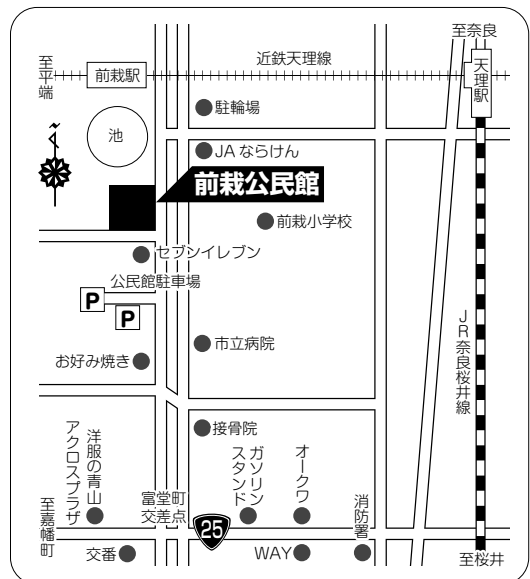 至奈良
近鉄天理線
至平端
前栽駅
天理駅
駐輪場
池
JA ならけん
前栽公民館
前栽小学校
セブンイレブン
公民館駐車場
P
P
JR奈良桜井線
市立病院
お好み焼き
接骨院
アクロスプラザ
洋服の青山
ガソリン
スタンド
オークワ
富堂町
交差点
25
消防署
至嘉幡町
交番
WAY
至桜井